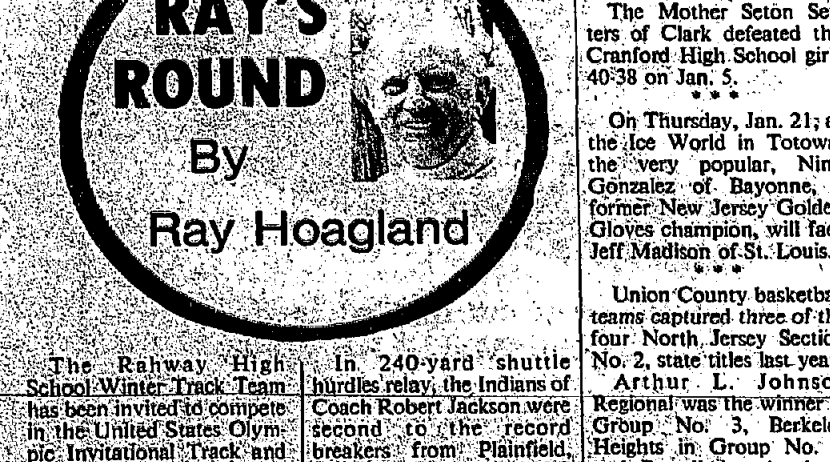 RAY'S
ROUND
By
Ray Hoagland
The Rahway High
School Winter Track Team
has been invited to compete
in the United States Olym-
pic Invitational Track and
In 240-yard shuttle
hurdles relay, the Indians of
Coach Robert Jackson were
second to the record
breakers from Plainfield,
The Mother Seton Se
ters of Clark defeated th
Cranford High School gir
40-38 on Jan. 5.
* * *
On Thursday, Jan. 21, a
the Ice World in Totow
the very popular, Nin
Gonzalez of Bayonne,
former New Jersey Golde
Gloves champion, will fac
Jeff Madison of St. Louis.
* * *
Union County basketba
teams captured three of th
four North Jersey Sectio
No. 2, state titles last yea
Arthur L. Johnso
Regional was the winner
Group No. 3, Berkele
Heights in Group No.